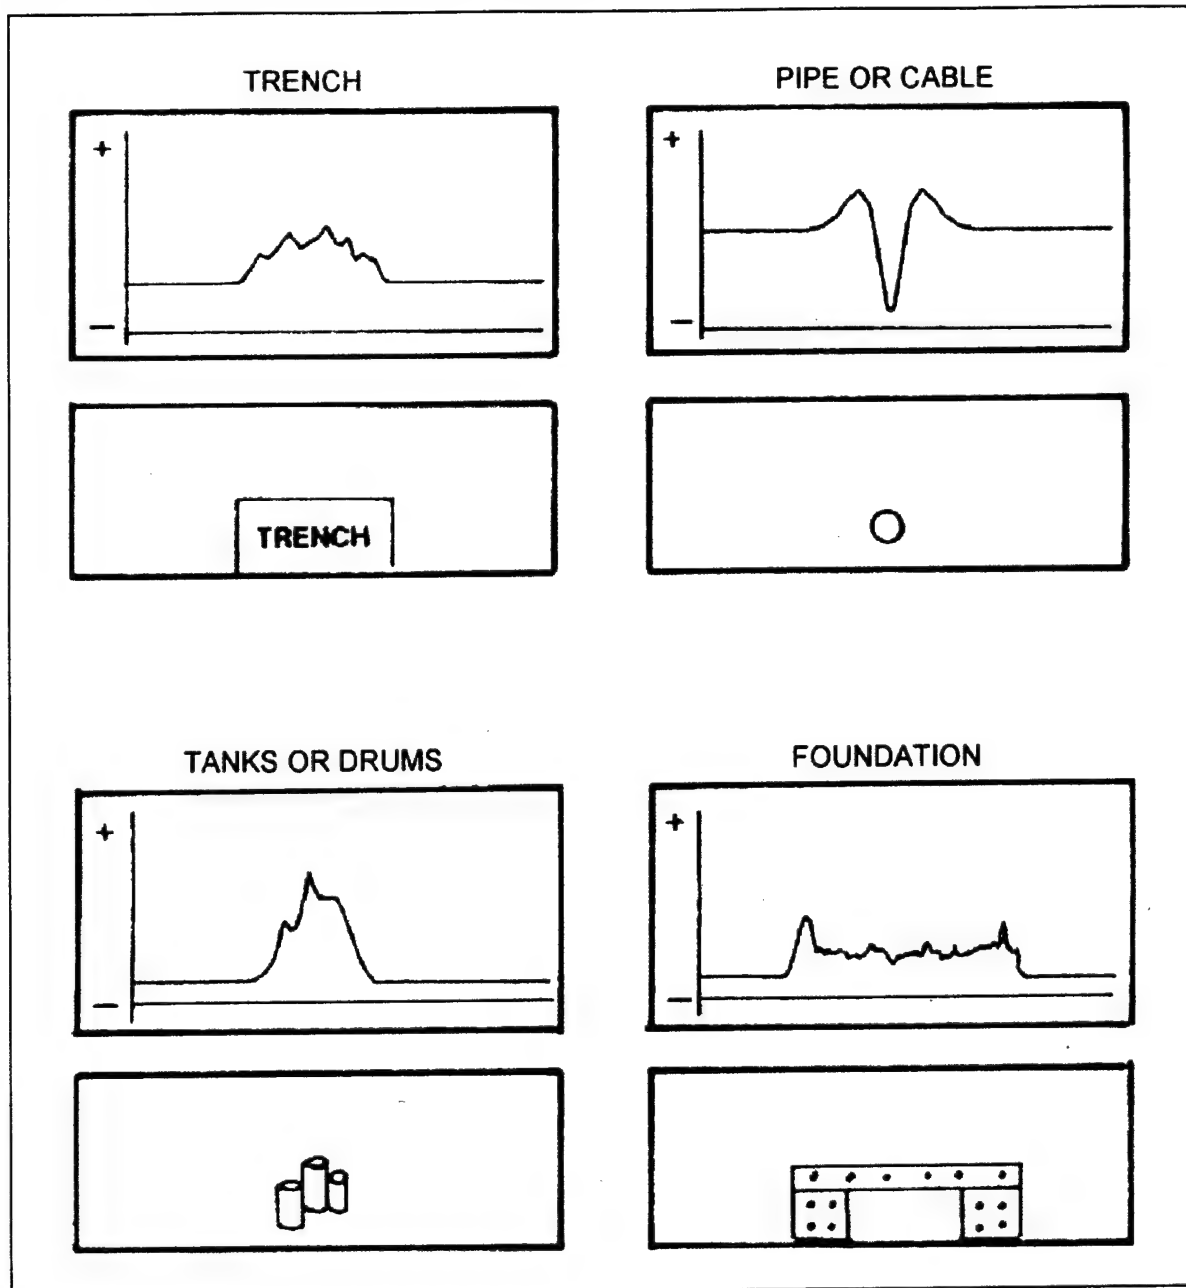 TRENCH
PIPE OR CABLE
+
−
+
−
TRENCH
TANKS OR DRUMS
FOUNDATION
+
−
+
−